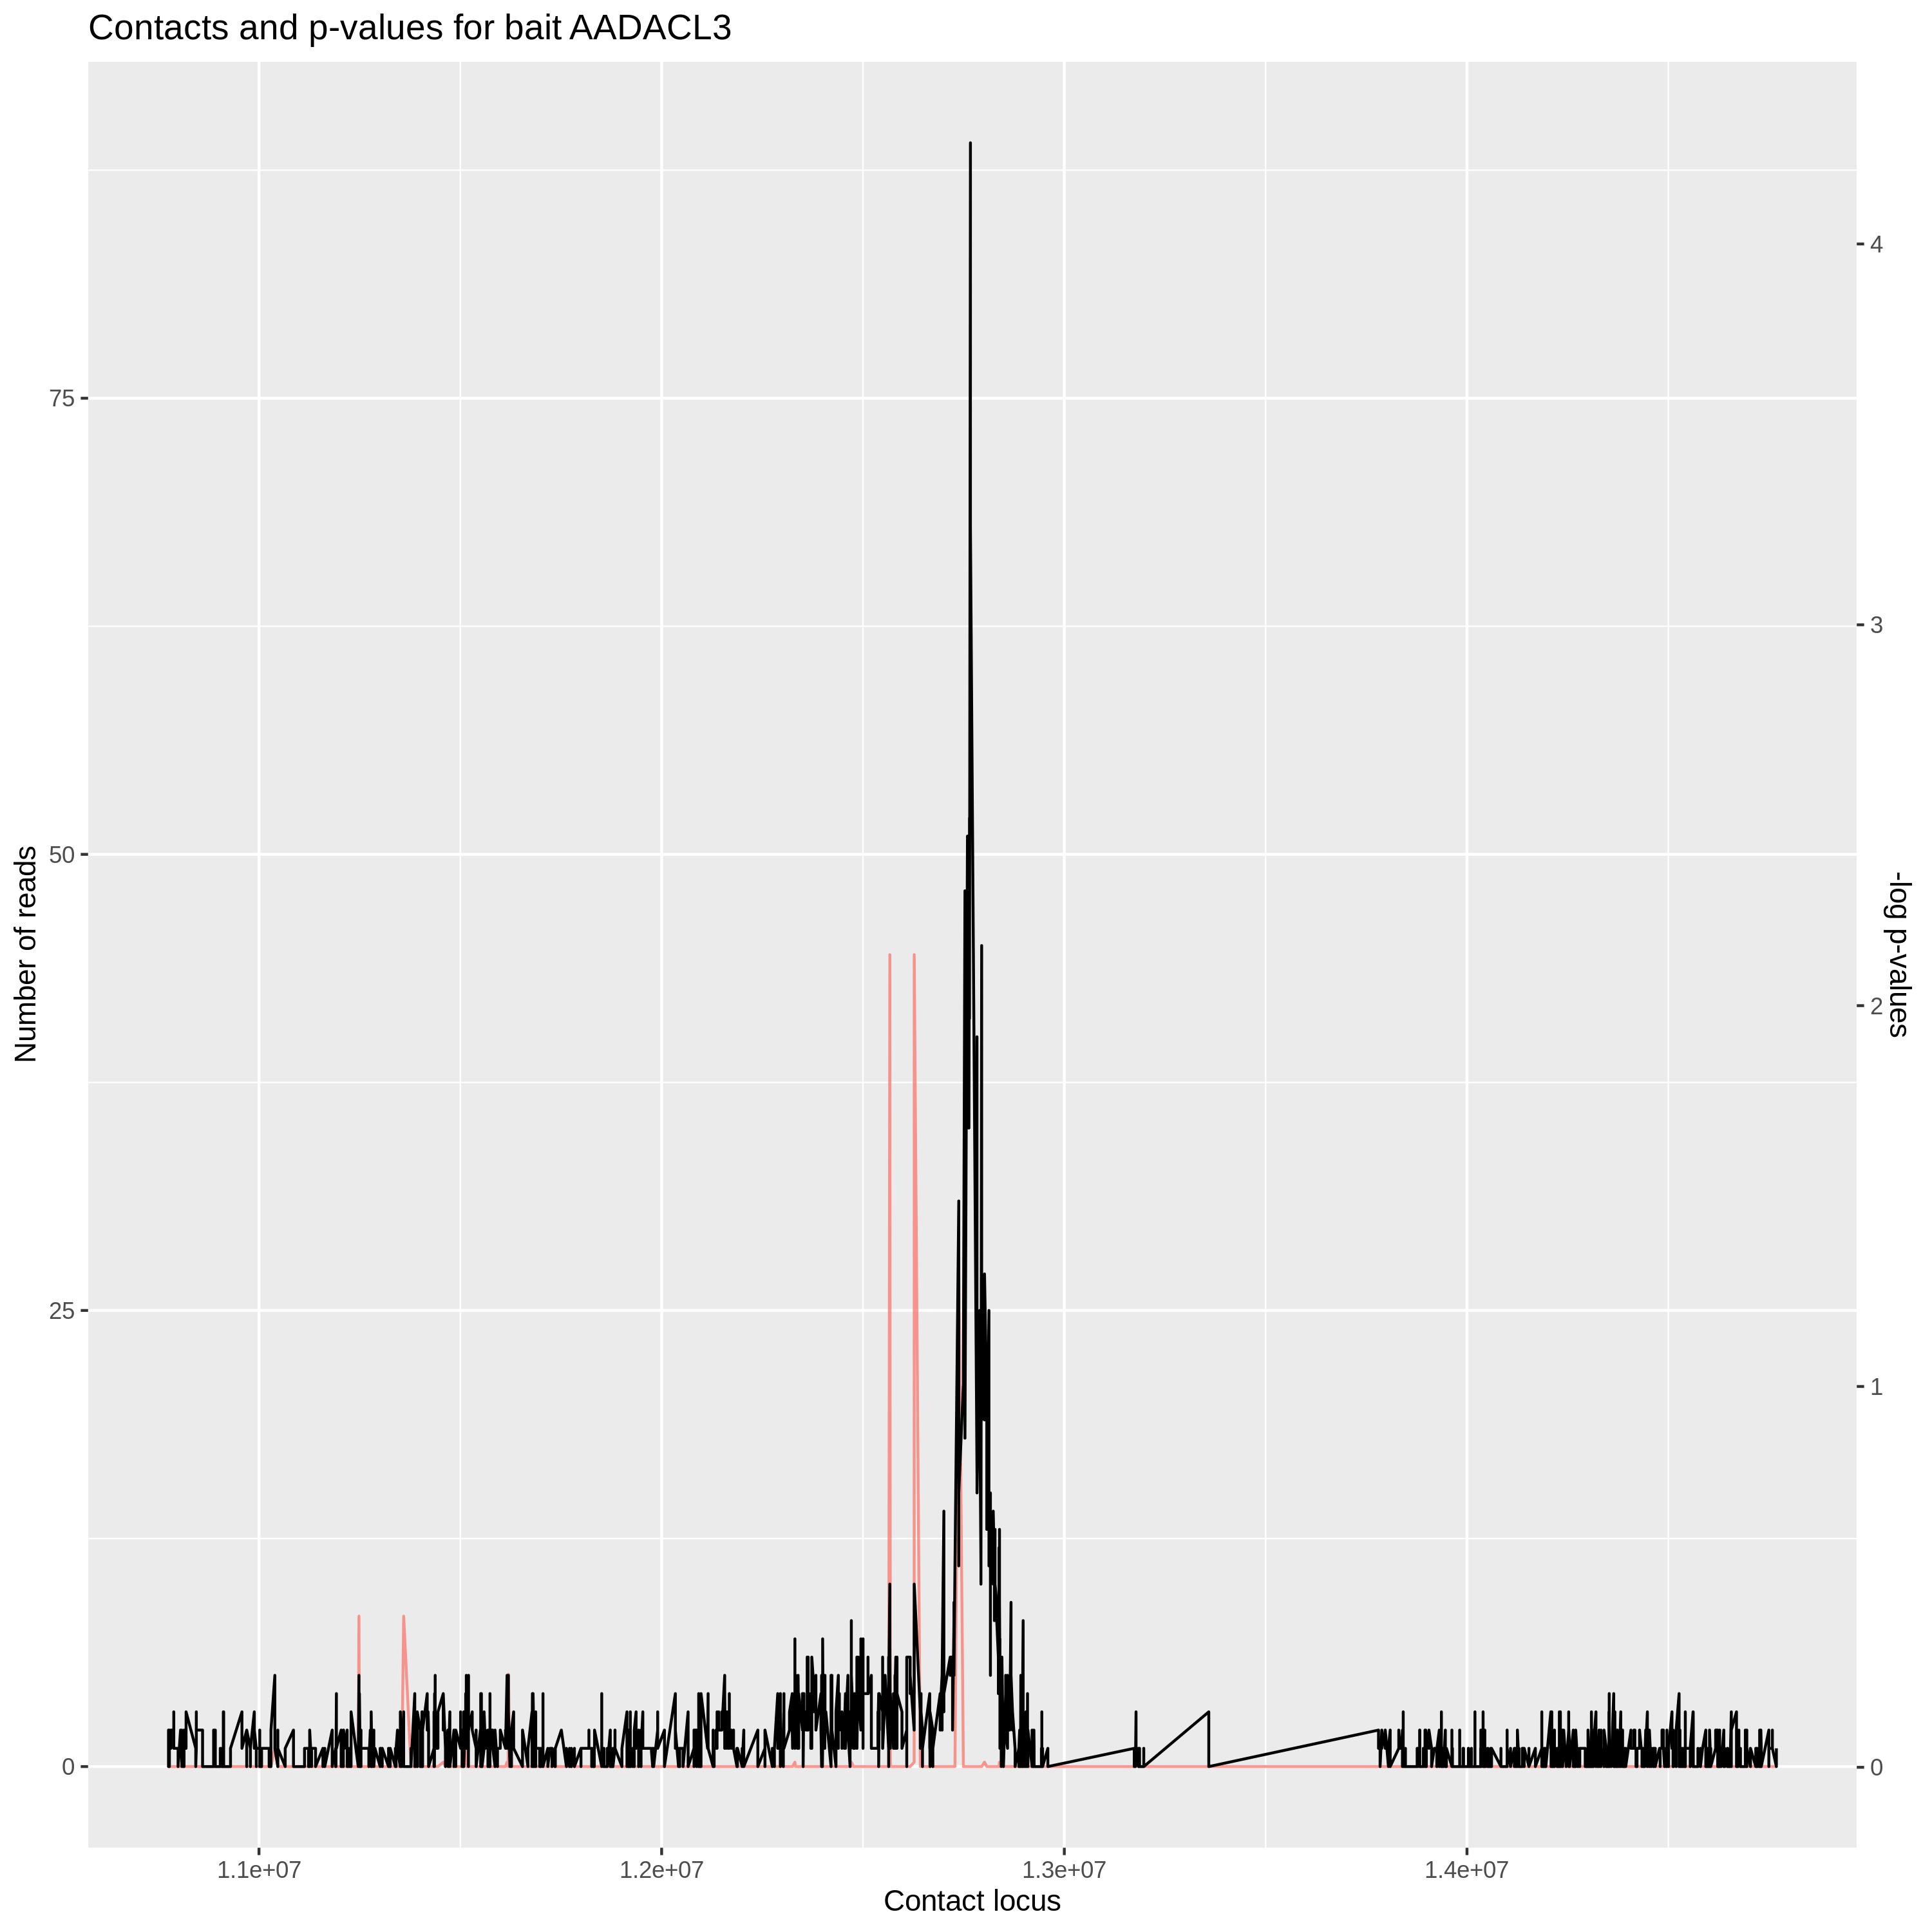 Contacts and p-values for bait AADACL3
Number of reads
75
50
25
0
4
3
2
1
0
-log p-values
1.1e+07 1.2e+07 1.3e+07 1.4e+07
Contact locus